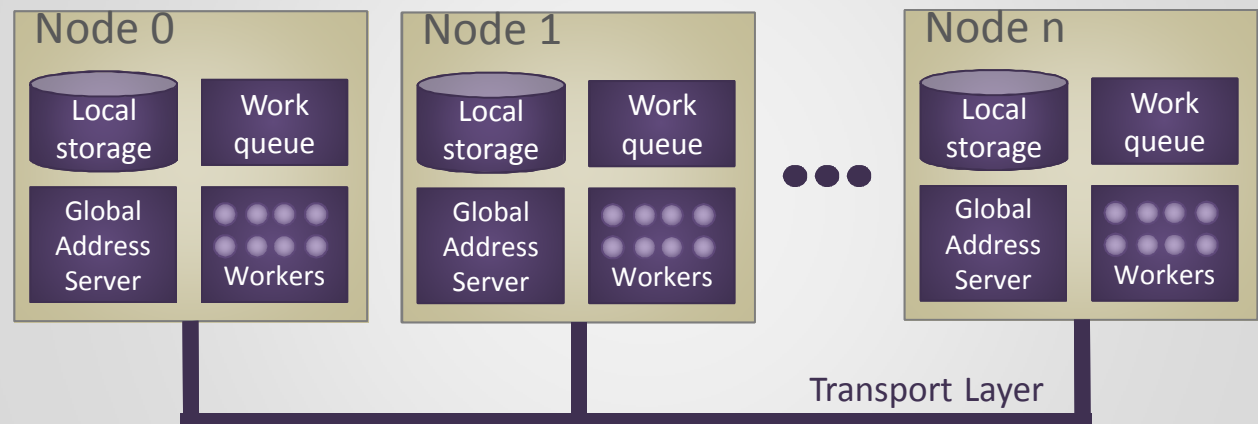 Node 0
Local
storage
Work
queue
Global
Address
Server
Workers
Node 1
Local
storage
Work
queue
Global
Address
Server
Workers
Node n
Local
storage
Work
queue
Global
Address
Server
Workers
Transport Layer